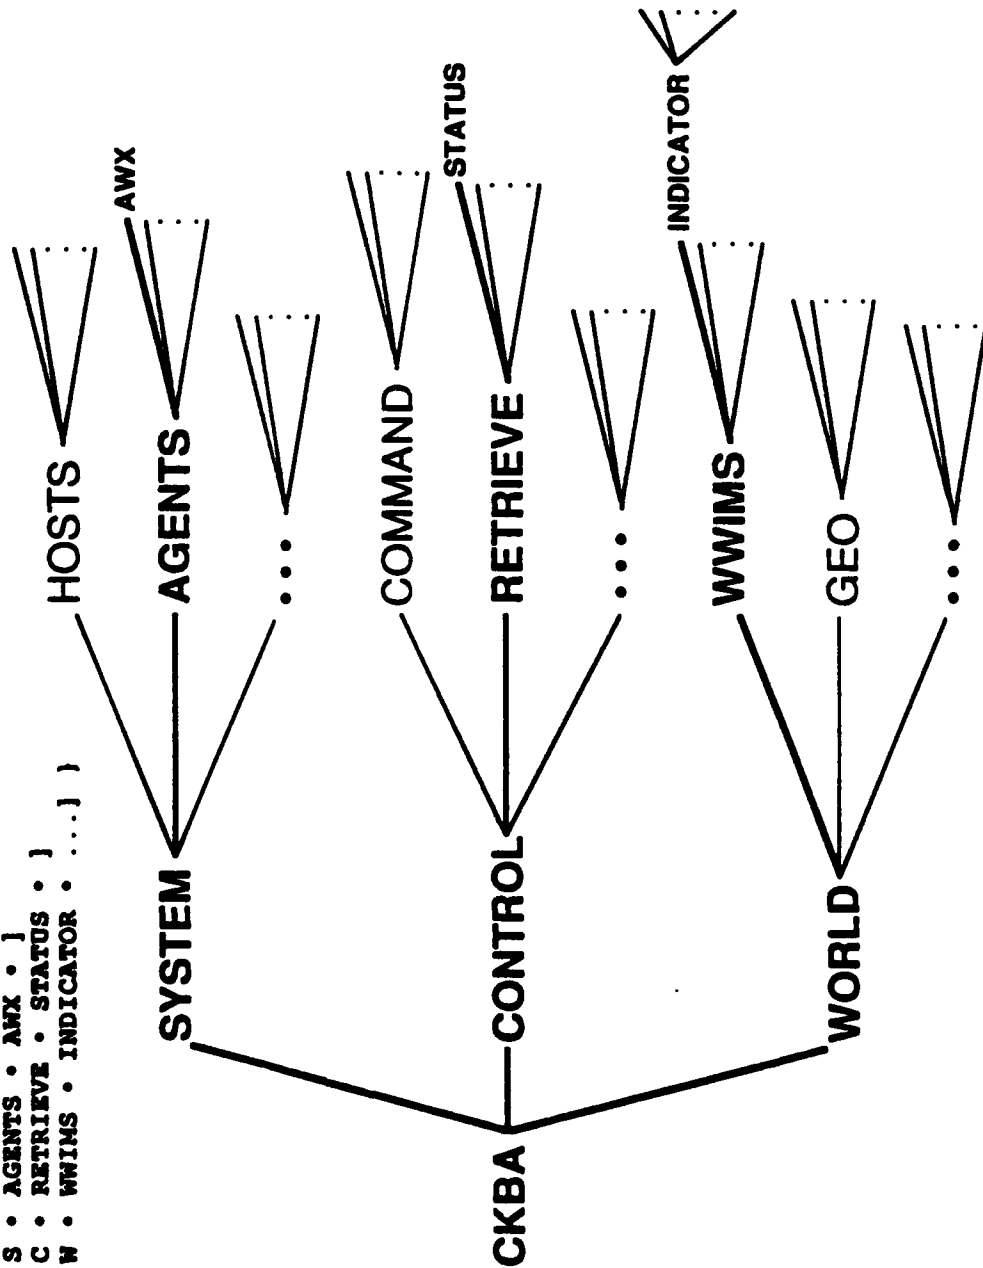 S • AGENTS • AWX • ]
C • RETRIEVE • STATUS • ]
W • WWIMS • INDICATOR • ...] }
HOSTS
AWX
SYSTEM AGENTS
• • •
COMMAND
STATUS
CKBA CONTROL RETRIEVE
• • •
INDICATOR
WWIMS
WORLD GEO
• • •